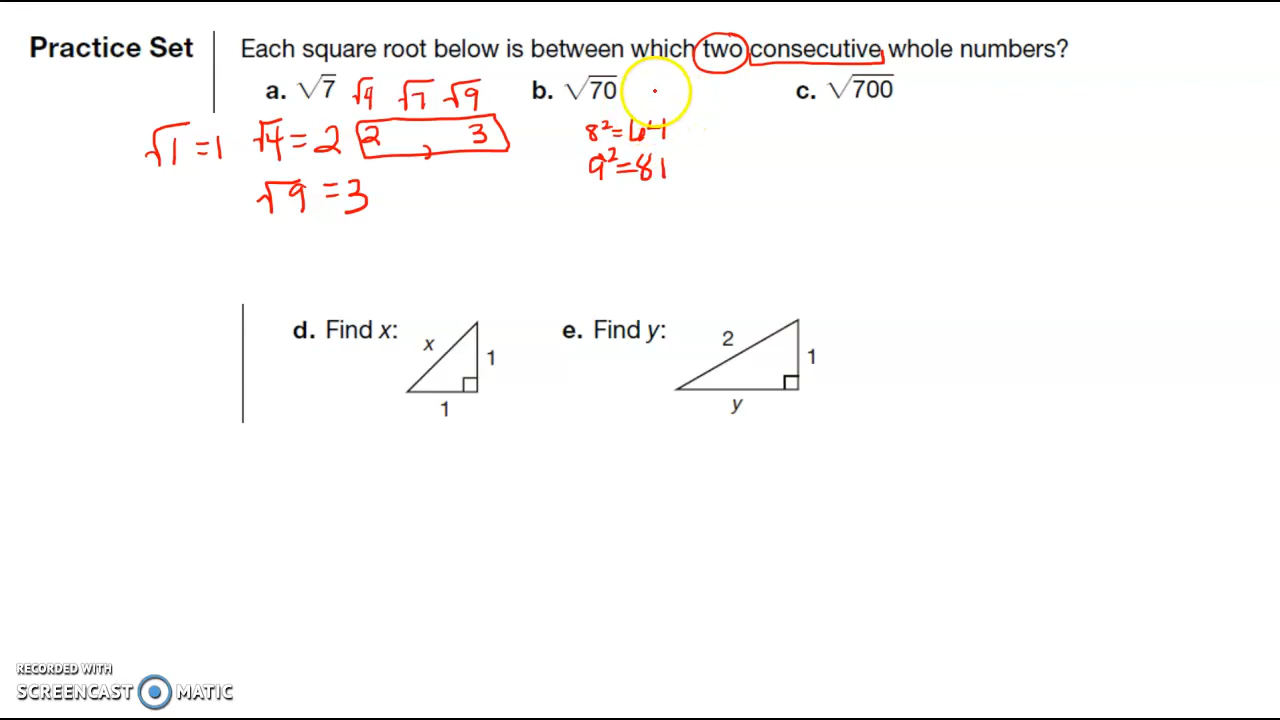 Practice Set
Each square root below is between which two consecutive whole numbers?
a. √7 √4 √7 √9
b. √70
c. √700
√1 = 1 √4 = 2 2 , 3
8² = 64
9² = 81
√9 = 3
d. Find x:
x
1
1
e. Find y:
2
1
y
RECORDED WITH
SCREENCAST MATIC